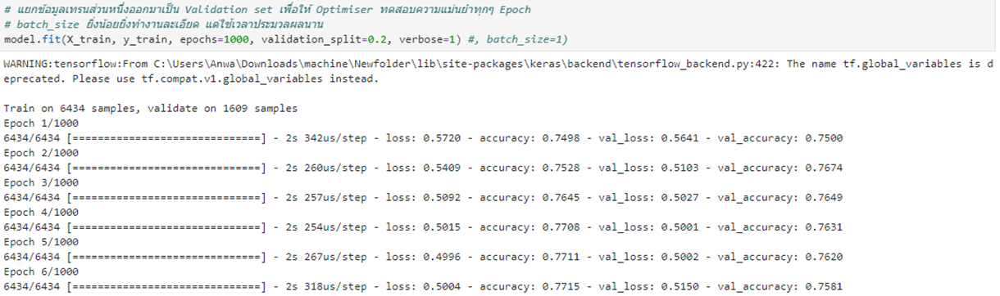 # แยกข้อมูลเทรนส่วนหนึ่งออกมาเป็น Validation set เพื่อให้ Optimiser ทดสอบความแม่นยำทุกๆ Epoch
# batch_size ยิ่งน้อยยิ่งทำงานละเอียด แต่ใช้เวลาประมวลผลนาน
model.fit(X_train, y_train, epochs=1000, validation_split=0.2, verbose=1) #, batch_size=1)
WARNING:tensorflow:From C:\Users\Anwa\Downloads\machine\Newfolder\lib\site-packages\keras\backend\tensorflow_backend.py:422: The name tf.global_variables is d
eprecated. Please use tf.compat.v1.global_variables instead.
Train on 6434 samples, validate on 1609 samples
Epoch 1/1000
6434/6434 [==============================] - 2s 342us/step - loss: 0.5720 - accuracy: 0.7498 - val_loss: 0.5641 - val_accuracy: 0.7500
Epoch 2/1000
6434/6434 [==============================] - 2s 260us/step - loss: 0.5409 - accuracy: 0.7528 - val_loss: 0.5103 - val_accuracy: 0.7674
Epoch 3/1000
6434/6434 [==============================] - 2s 257us/step - loss: 0.5092 - accuracy: 0.7645 - val_loss: 0.5027 - val_accuracy: 0.7649
Epoch 4/1000
6434/6434 [==============================] - 2s 254us/step - loss: 0.5015 - accuracy: 0.7708 - val_loss: 0.5001 - val_accuracy: 0.7631
Epoch 5/1000
6434/6434 [==============================] - 2s 267us/step - loss: 0.4996 - accuracy: 0.7711 - val_loss: 0.5002 - val_accuracy: 0.7620
Epoch 6/1000
6434/6434 [==============================] - 2s 318us/step - loss: 0.5004 - accuracy: 0.7715 - val_loss: 0.5150 - val_accuracy: 0.7581